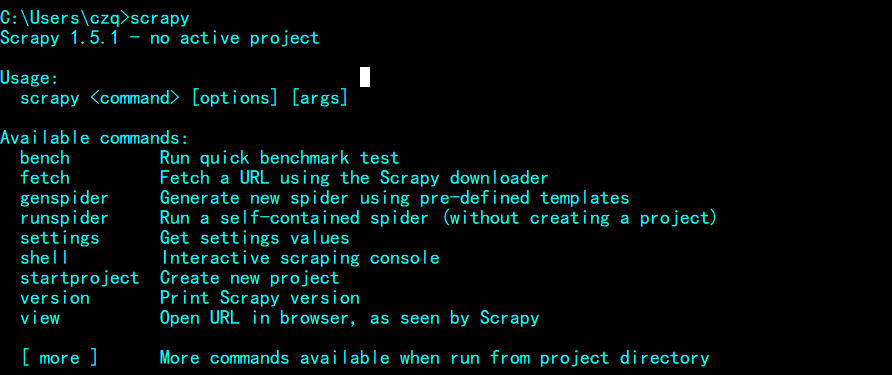 C:\Users\czq>scrapy
Scrapy 1.5.1 - no active project
Usage:
  scrapy <command> [options] [args]
Available commands:
  bench         Run quick benchmark test
  fetch         Fetch a URL using the Scrapy downloader
  genspider     Generate new spider using pre-defined templates
  runspider     Run a self-contained spider (without creating a project)
  settings      Get settings values
  shell         Interactive scraping console
  startproject  Create new project
  version       Print Scrapy version
  view          Open URL in browser, as seen by Scrapy
  [ more ]      More commands available when run from project directory